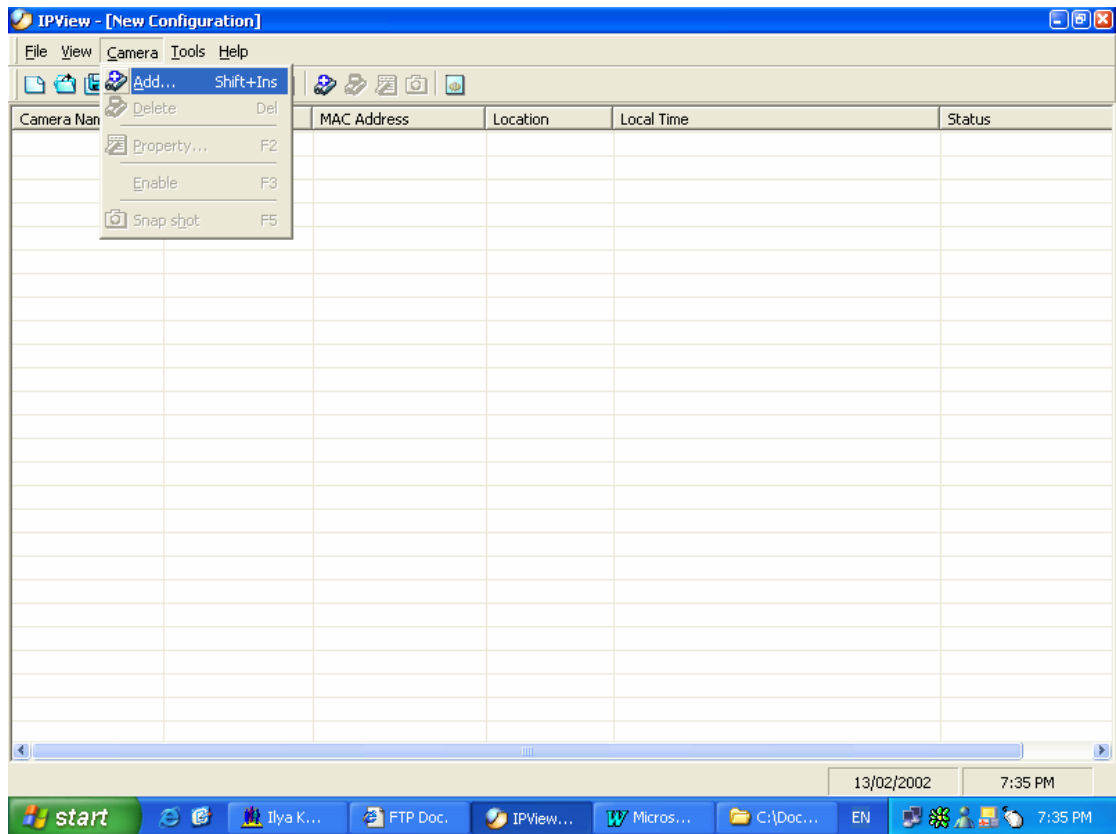 IPView - [New Configuration]
File View Camera Tools Help
Add... Shift+Ins
Delete Del
Camera Nan MAC Address Location Local Time Status
Property... F2
Enable F3
Snap shot F5
13/02/2002 7:35 PM
start Ilya K... FTP Doc. IPView... Micros... C:\Doc... EN 7:35 PM